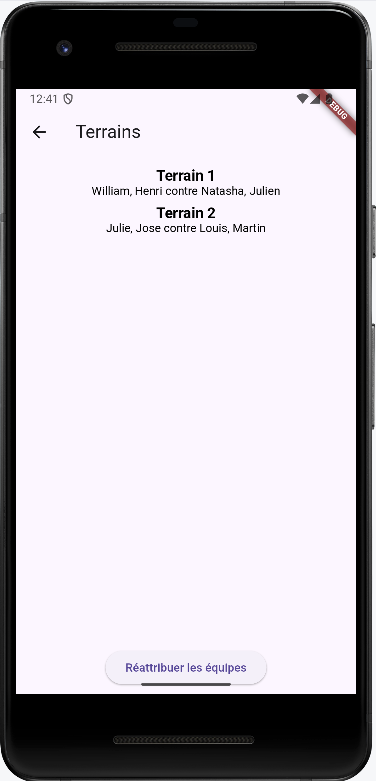 12:41
EBUG
Terrains
Terrain 1
William, Henri contre Natasha, Julien
Terrain 2
Julie, Jose contre Louis, Martin
Réattribuer les équipes